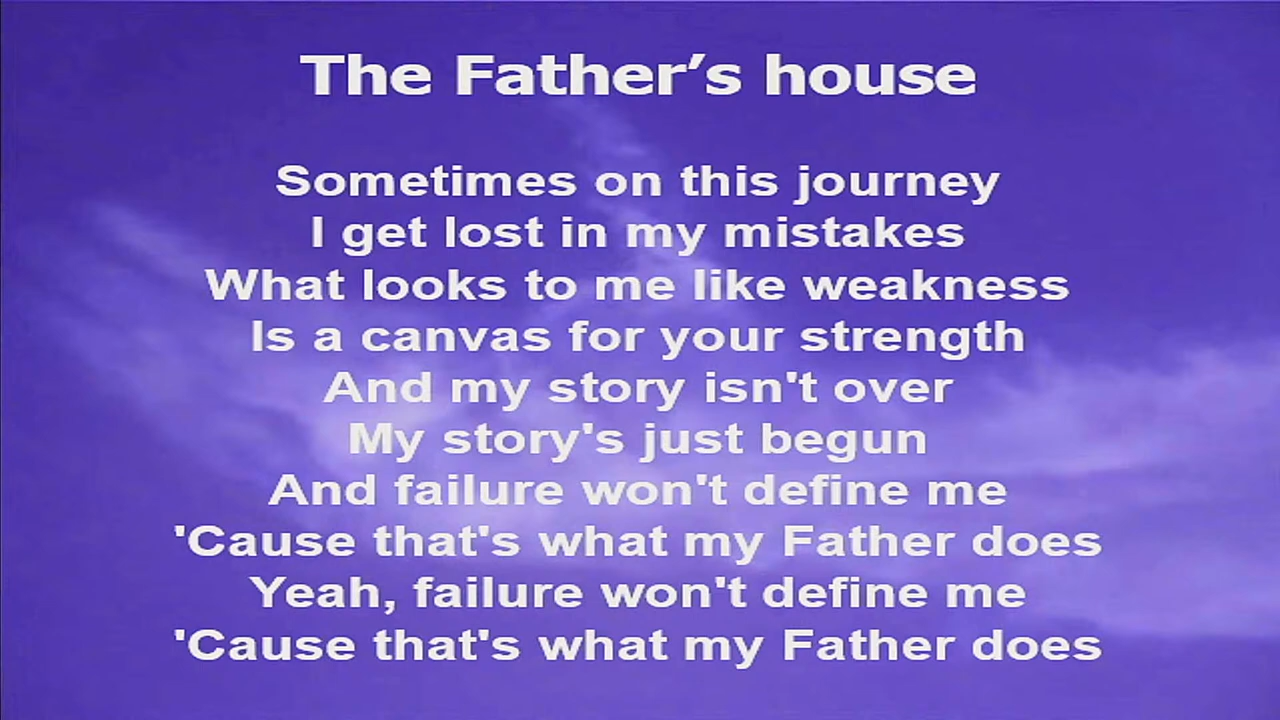 The Father’s house
Sometimes on this journey
I get lost in my mistakes
What looks to me like weakness
Is a canvas for your strength
And my story isn't over
My story's just begun
And failure won't define me
'Cause that's what my Father does
Yeah, failure won't define me
'Cause that's what my Father does